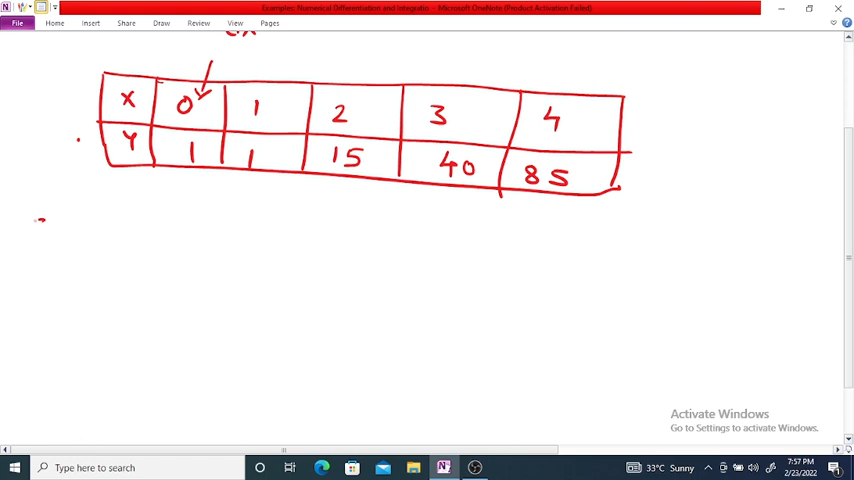 Examples: Numerical Differentiation and Integratio - Microsoft OneNote (Product Activation Failed)
File Home Insert Share Draw Review View Pages
X 0 1 2 3 4
Y 1 1 15 40 85
Activate Windows
Go to Settings to activate Windows.
Type here to search
33°C Sunny
7:57 PM
2/23/2022